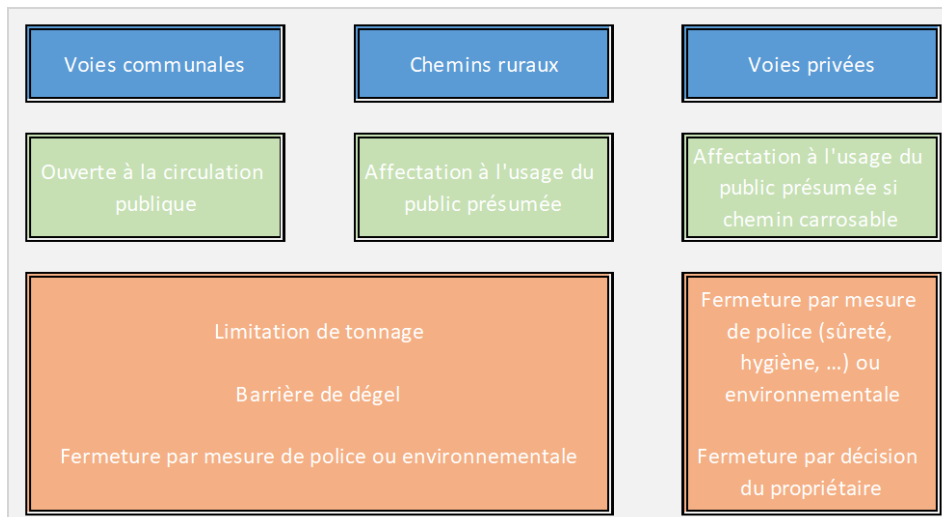 Voies communales
Chemins ruraux
Voies privées
Ouverte à la circulation
publique
Affectation à l'usage du
public présumée
Affectation à l'usage du
public présumée si
chemin carrosable
Limitation de tonnage
Barrière de dégel
Fermeture par mesure de police ou environnementale
Fermeture par mesure
de police (sûreté,
hygiène, ...) ou
environnementale
Fermeture par décision
du propriétaire